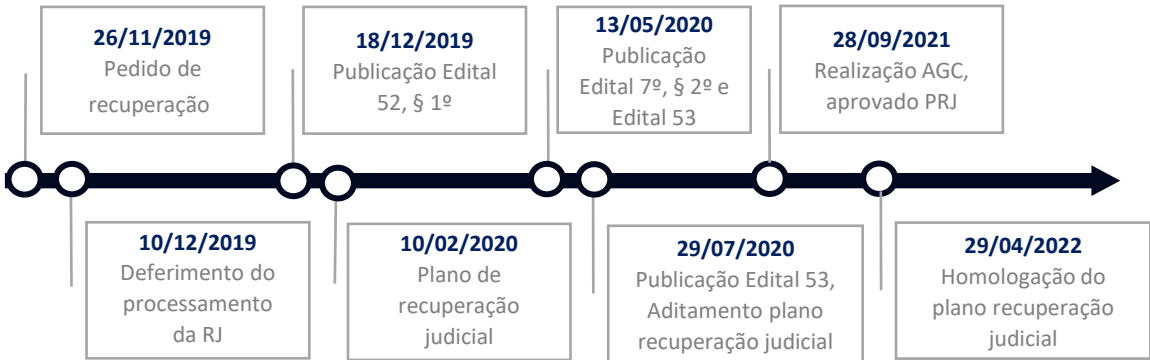 26/11/2019
Pedido de
recuperação
18/12/2019
Publicação Edital
52, § 1º
13/05/2020
Publicação
Edital 7º, § 2º e
Edital 53
28/09/2021
Realização AGC,
aprovado PRJ
10/12/2019
Deferimento do
processamento
da RJ
10/02/2020
Plano de
recuperação
judicial
29/07/2020
Publicação Edital 53,
Aditamento plano
recuperação judicial
29/04/2022
Homologação do
plano recuperação
judicial